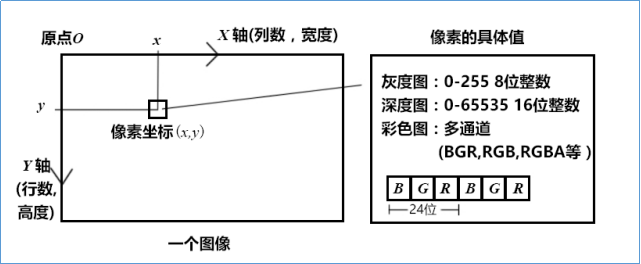 原点O
x
X 轴(列数，宽度)
y
像素坐标(x,y)
Y 轴
(行数,
高度)
一个图像
像素的具体值
灰度图：0-255 8位整数
深度图：0-65535 16位整数
彩色图：多通道
(BGR,RGB,RGBA等）
B G R B G R
24位